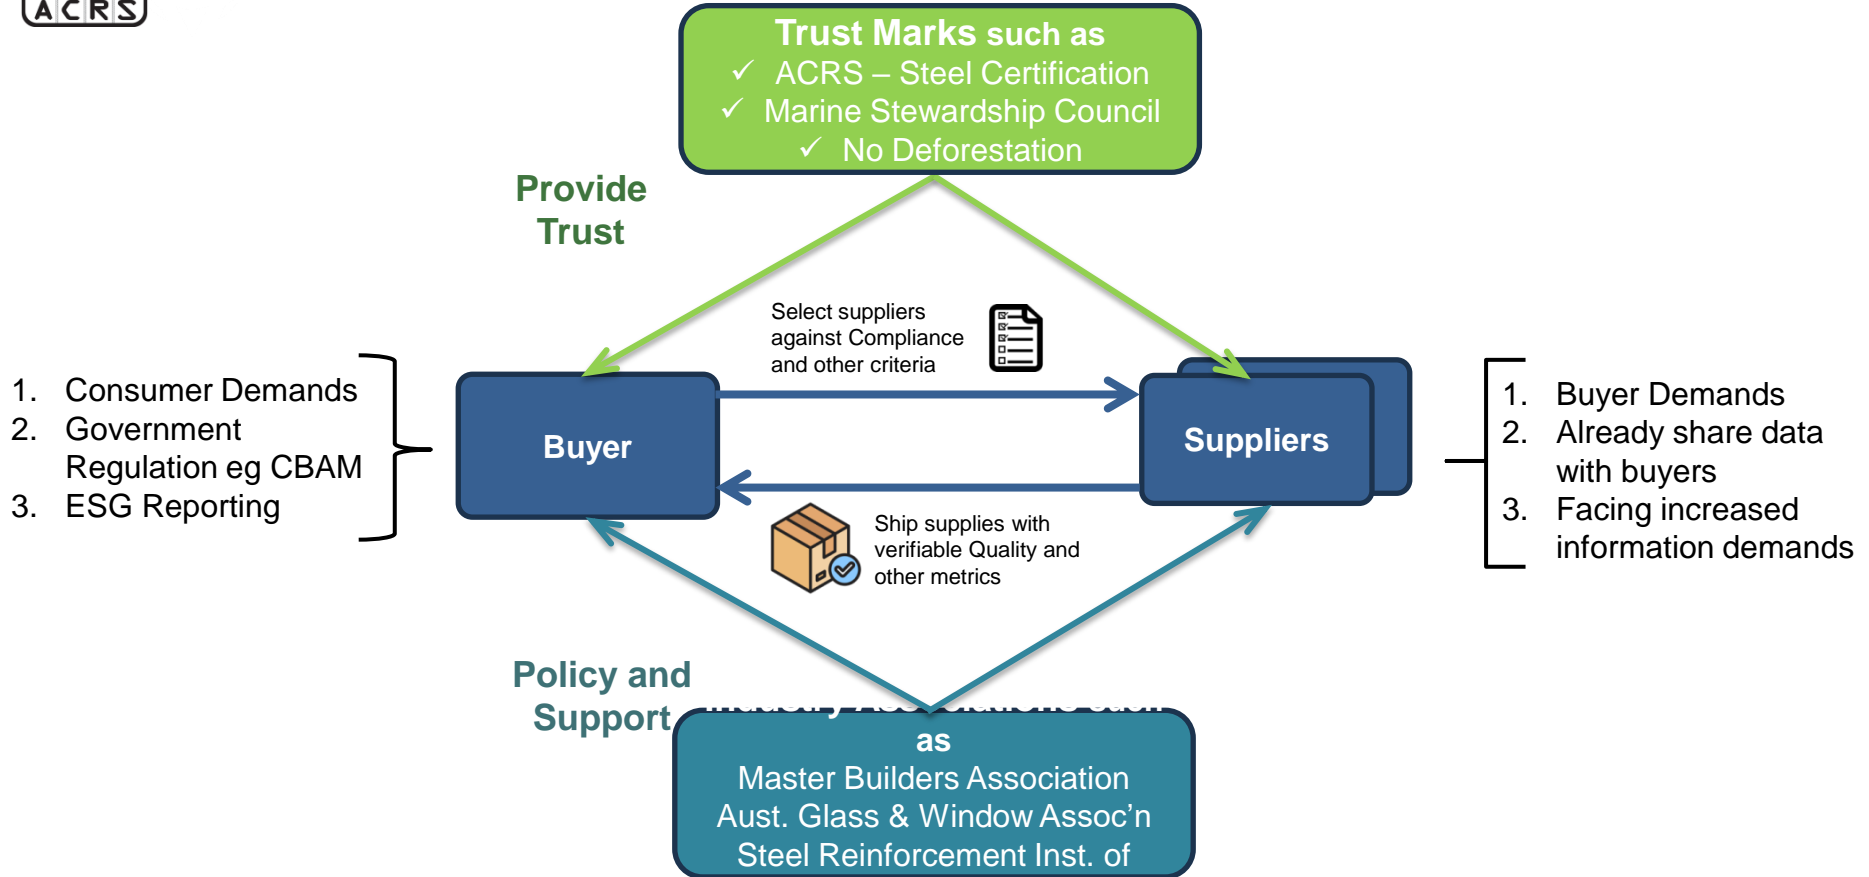 ACRS
Trust Marks such as
✓ ACRS – Steel Certification
✓ Marine Stewardship Council
✓ No Deforestation
Provide
Trust
Select suppliers
against Compliance
and other criteria
1. Consumer Demands
2. Government
Regulation eg CBAM
3. ESG Reporting
Buyer
Suppliers
1. Buyer Demands
2. Already share data
with buyers
3. Facing increased
information demands
Ship supplies with
verifiable Quality and
other metrics
Policy and
Support
Industry Associations such
as
Master Builders Association
Aust. Glass & Window Assoc’n
Steel Reinforcement Inst. of